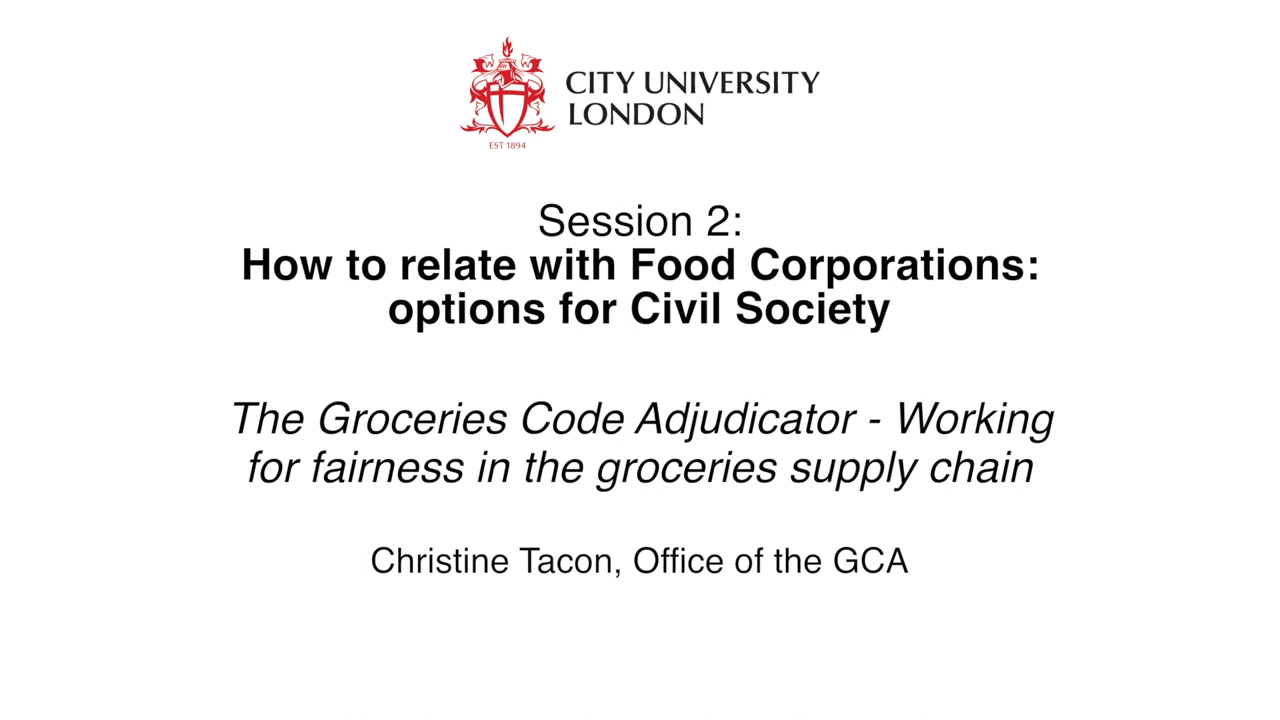 CITY UNIVERSITY
LONDON
EST 1894
Session 2:
How to relate with Food Corporations:
options for Civil Society
The Groceries Code Adjudicator - Working
for fairness in the groceries supply chain
Christine Tacon, Office of the GCA